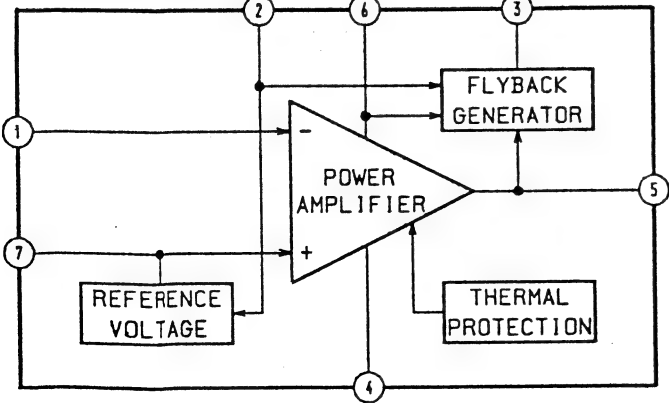 2 6 3
FLYBACK
GENERATOR
1
-
POWER
AMPLIFIER
5
7
+
REFERENCE
VOLTAGE
THERMAL
PROTECTION
4